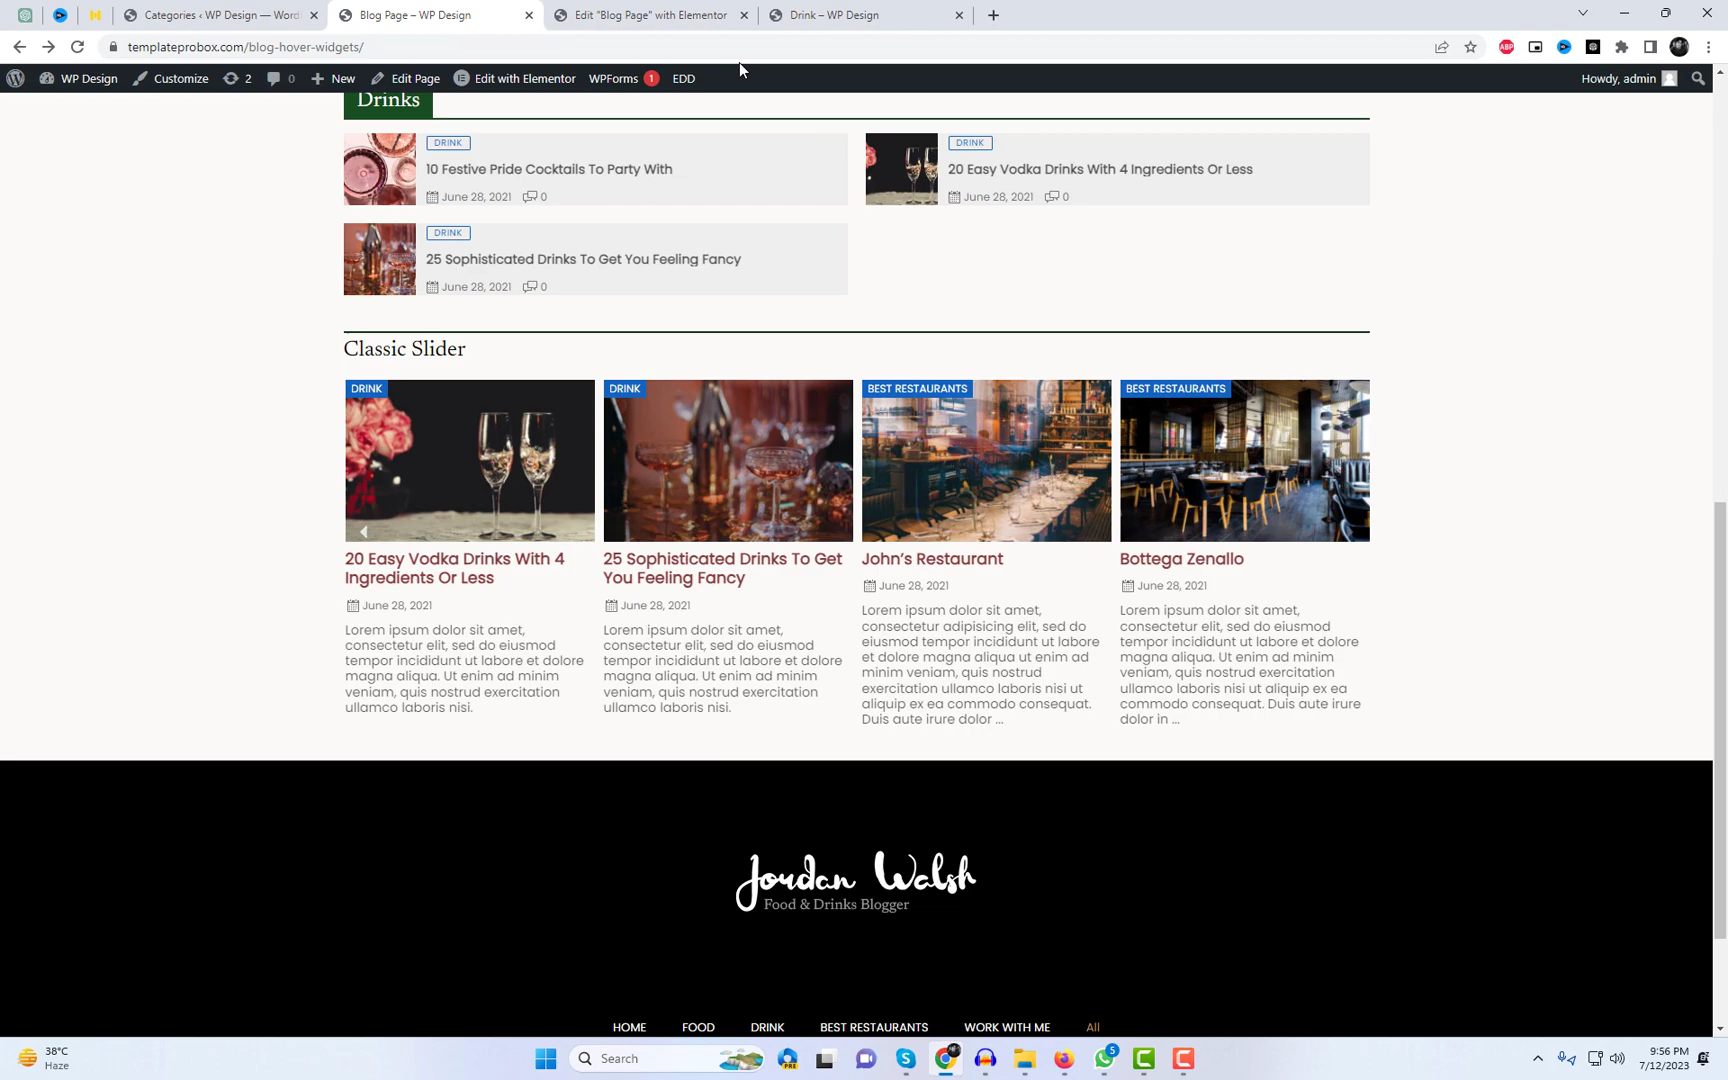 Categories ‹ WP Design — Word
Blog Page – WP Design
Edit "Blog Page" with Elementor
Drink – WP Design
templateprobox.com/blog-hover-widgets/
ABP
WP Design
Customize
2
0
New
Edit Page
Edit with Elementor
WPForms 1
EDD
Howdy, admin
Drinks
DRINK
10 Festive Pride Cocktails To Party With
June 28, 2021 0
DRINK
20 Easy Vodka Drinks With 4 Ingredients Or Less
June 28, 2021 0
DRINK
25 Sophisticated Drinks To Get You Feeling Fancy
June 28, 2021 0
Classic Slider
DRINK
20 Easy Vodka Drinks With 4
Ingredients Or Less
June 28, 2021
Lorem ipsum dolor sit amet,
consectetur elit, sed do eiusmod
tempor incididunt ut labore et dolore
magna aliqua. Ut enim ad minim
veniam, quis nostrud exercitation
ullamco laboris nisi.
DRINK
25 Sophisticated Drinks To Get
You Feeling Fancy
June 28, 2021
Lorem ipsum dolor sit amet,
consectetur elit, sed do eiusmod
tempor incididunt ut labore et dolore
magna aliqua. Ut enim ad minim
veniam, quis nostrud exercitation
ullamco laboris nisi.
BEST RESTAURANTS
John's Restaurant
June 28, 2021
Lorem ipsum dolor sit amet,
consectetur adipisicing elit, sed do
eiusmod tempor incididunt ut labore
et dolore magna aliqua ut enim ad
minim veniam, quis nostrud
exercitation ullamco laboris nisi ut
aliquip ex ea commodo consequat.
Duis aute irure dolor ...
BEST RESTAURANTS
Bottega Zenallo
June 28, 2021
Lorem ipsum dolor sit amet,
consectetur elit, sed do eiusmod
tempor incididunt ut labore et dolore
magna aliqua. Ut enim ad minim
veniam, quis nostrud exercitation
ullamco laboris nisi ut aliquip ex ea
commodo consequat. Duis aute irure
dolor in ...
Jordan Walsh
Food & Drinks Blogger
HOME
FOOD
DRINK
BEST RESTAURANTS
WORK WITH ME
All
38°C
Haze
Search
PRE
5
9:56 PM
7/12/2023